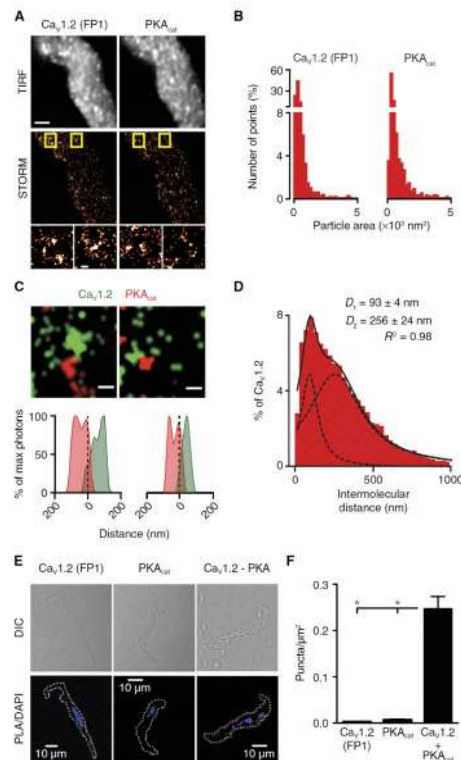 A
Caᵥ1.2 (FP1)
PKAcat
TIRF
STORM
B
Caᵥ1.2 (FP1)
PKAcat
Number of points (%)
30
15
8
4
0
0
5
0
5
Particle area (×10³ nm²)
C
Caᵥ1.2 PKAcat
% of max photons
100
50
0
200
0
200
200
0
200
Distance (nm)
D
D₁ = 93 ± 4 nm
D₂ = 256 ± 24 nm
R² = 0.98
% of Caᵥ1.2
8
4
0
0
500
1000
Intermolecular
distance (nm)
E
Caᵥ1.2 (FP1)
PKAcat
Caᵥ1.2 - PKA
DIC
PLA/DAPI
10 μm
10 μm
10 μm
F
Puncta/μm²
0.3
0.2
0.1
0.0
* *
Caᵥ1.2
(FP1)
PKAcat
Caᵥ1.2
+
PKAcat